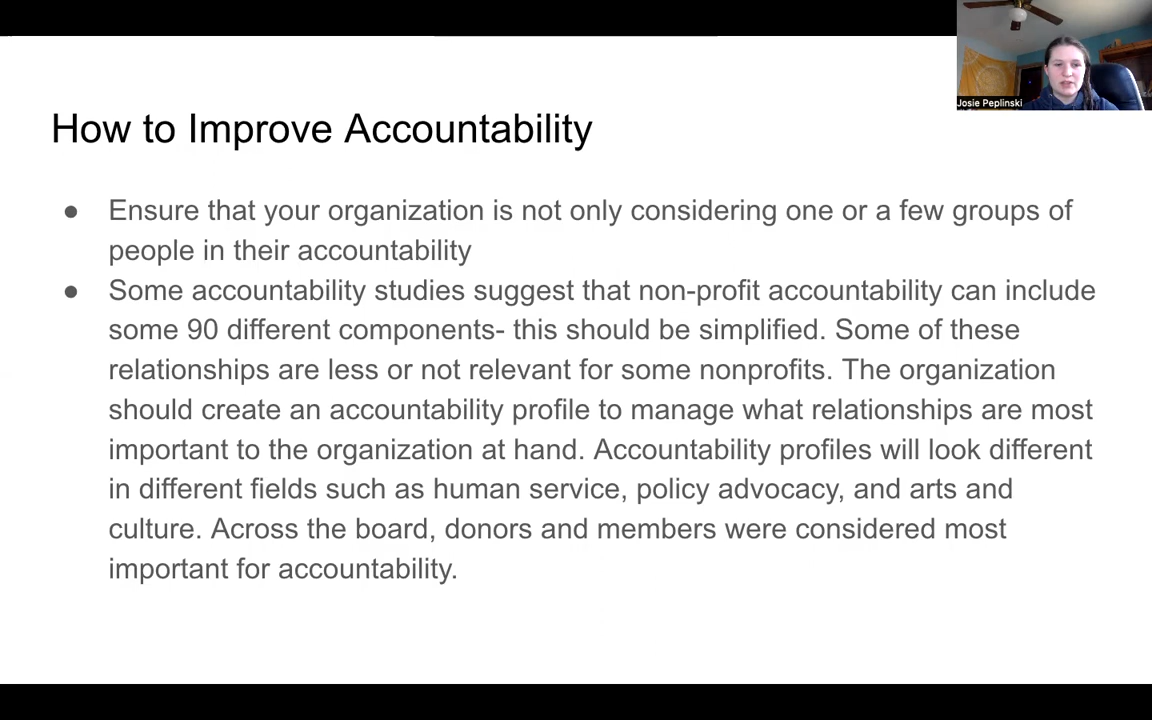 Josie Peplinski
How to Improve Accountability
● Ensure that your organization is not only considering one or a few groups of
people in their accountability
● Some accountability studies suggest that non-profit accountability can include
some 90 different components- this should be simplified. Some of these
relationships are less or not relevant for some nonprofits. The organization
should create an accountability profile to manage what relationships are most
important to the organization at hand. Accountability profiles will look different
in different fields such as human service, policy advocacy, and arts and
culture. Across the board, donors and members were considered most
important for accountability.